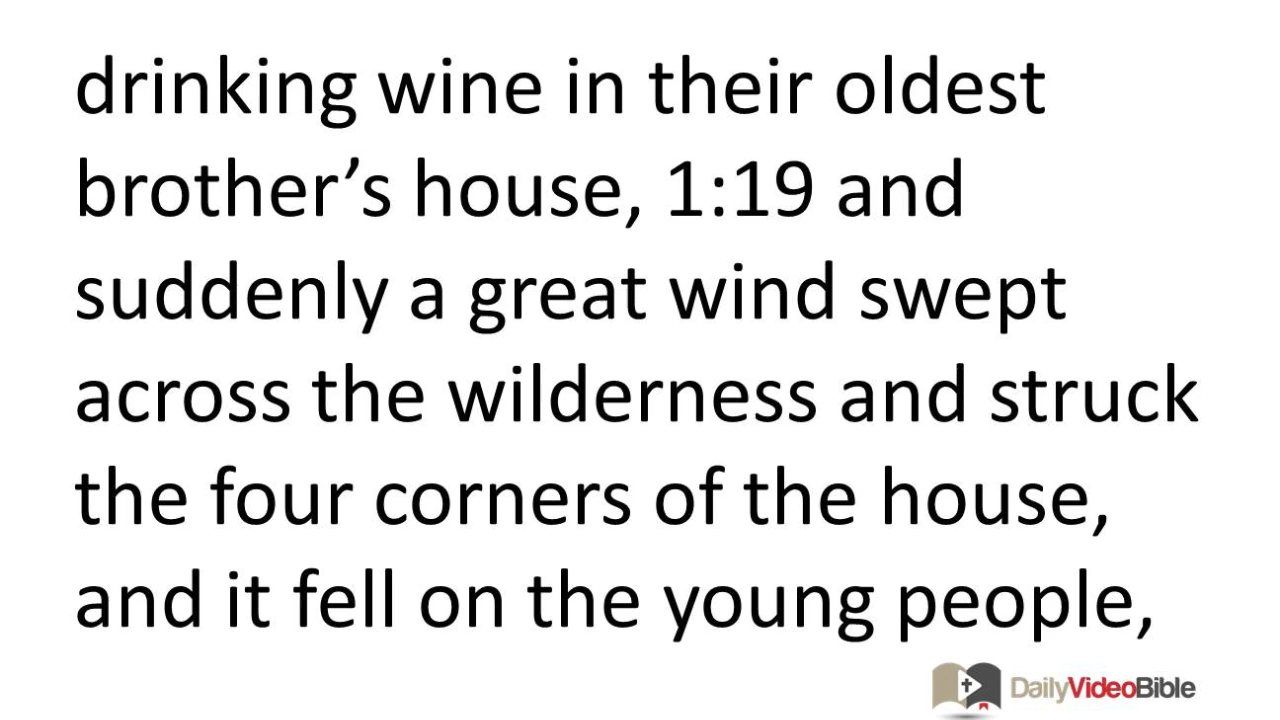 drinking wine in their oldest
brother’s house, 1:19 and
suddenly a great wind swept
across the wilderness and struck
the four corners of the house,
and it fell on the young people,
DailyVideoBible